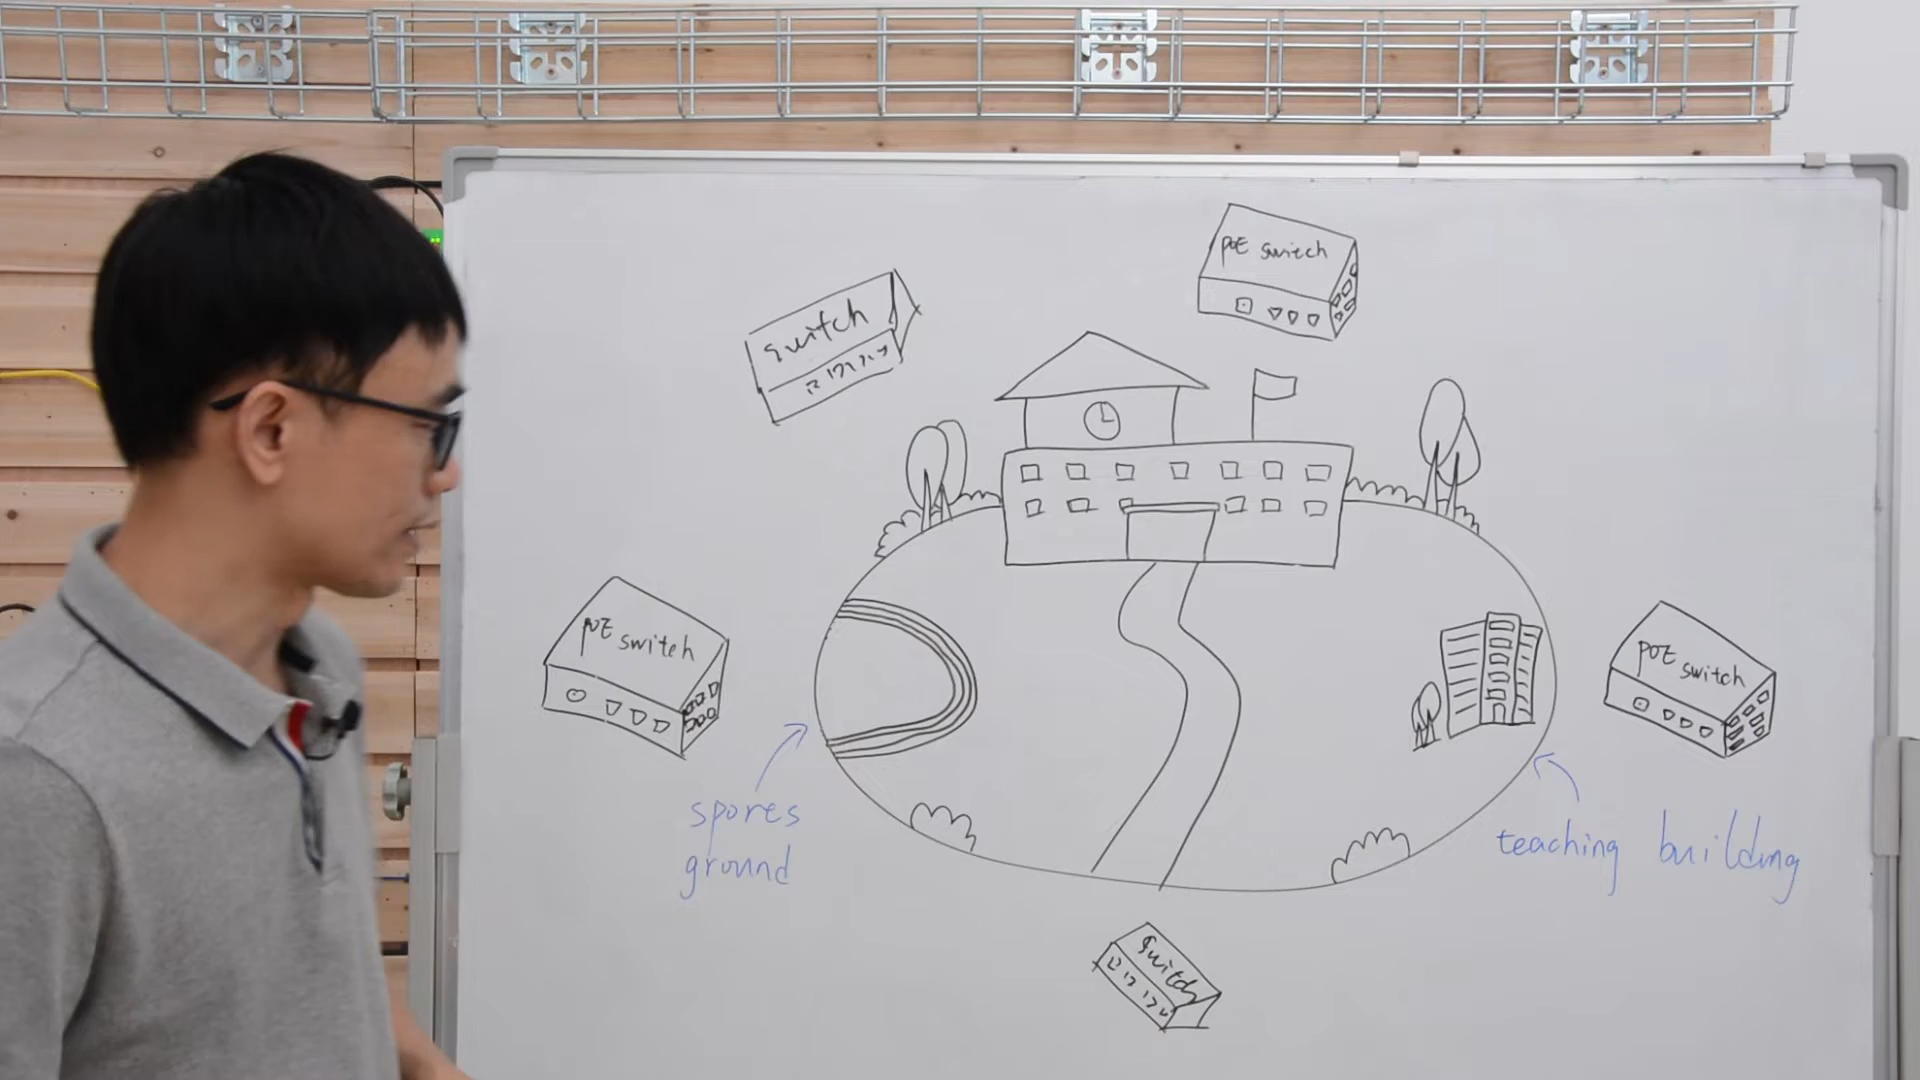 PoE switch
switch
PoE switch
PoE switch
spores
ground
teaching building
switch